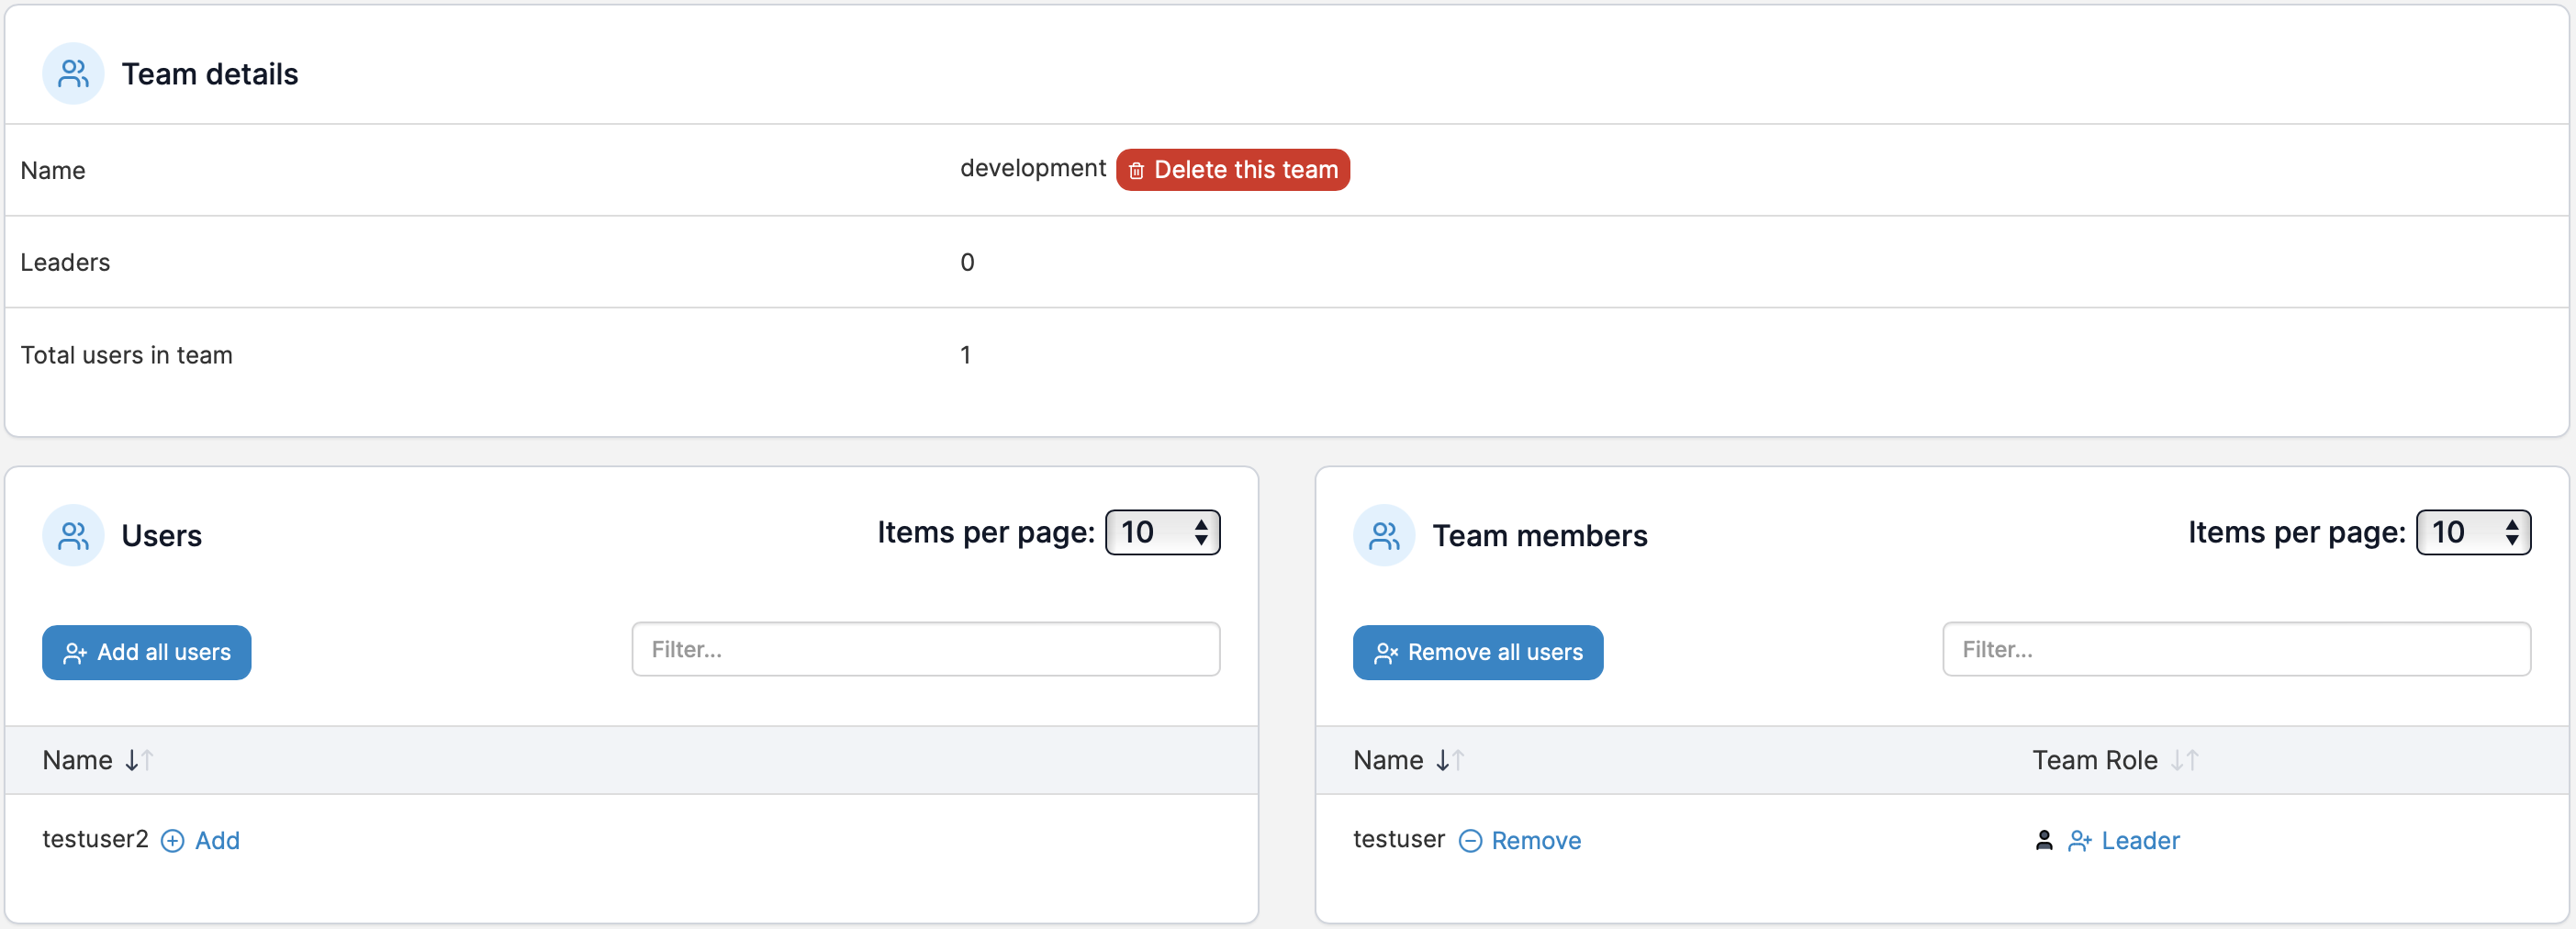 Team details
Name development Delete this team
Leaders 0
Total users in team 1
Users Items per page: 10
Add all users Filter...
Name
testuser2 Add
Team members Items per page: 10
Remove all users Filter...
Name Team Role
testuser Remove Leader